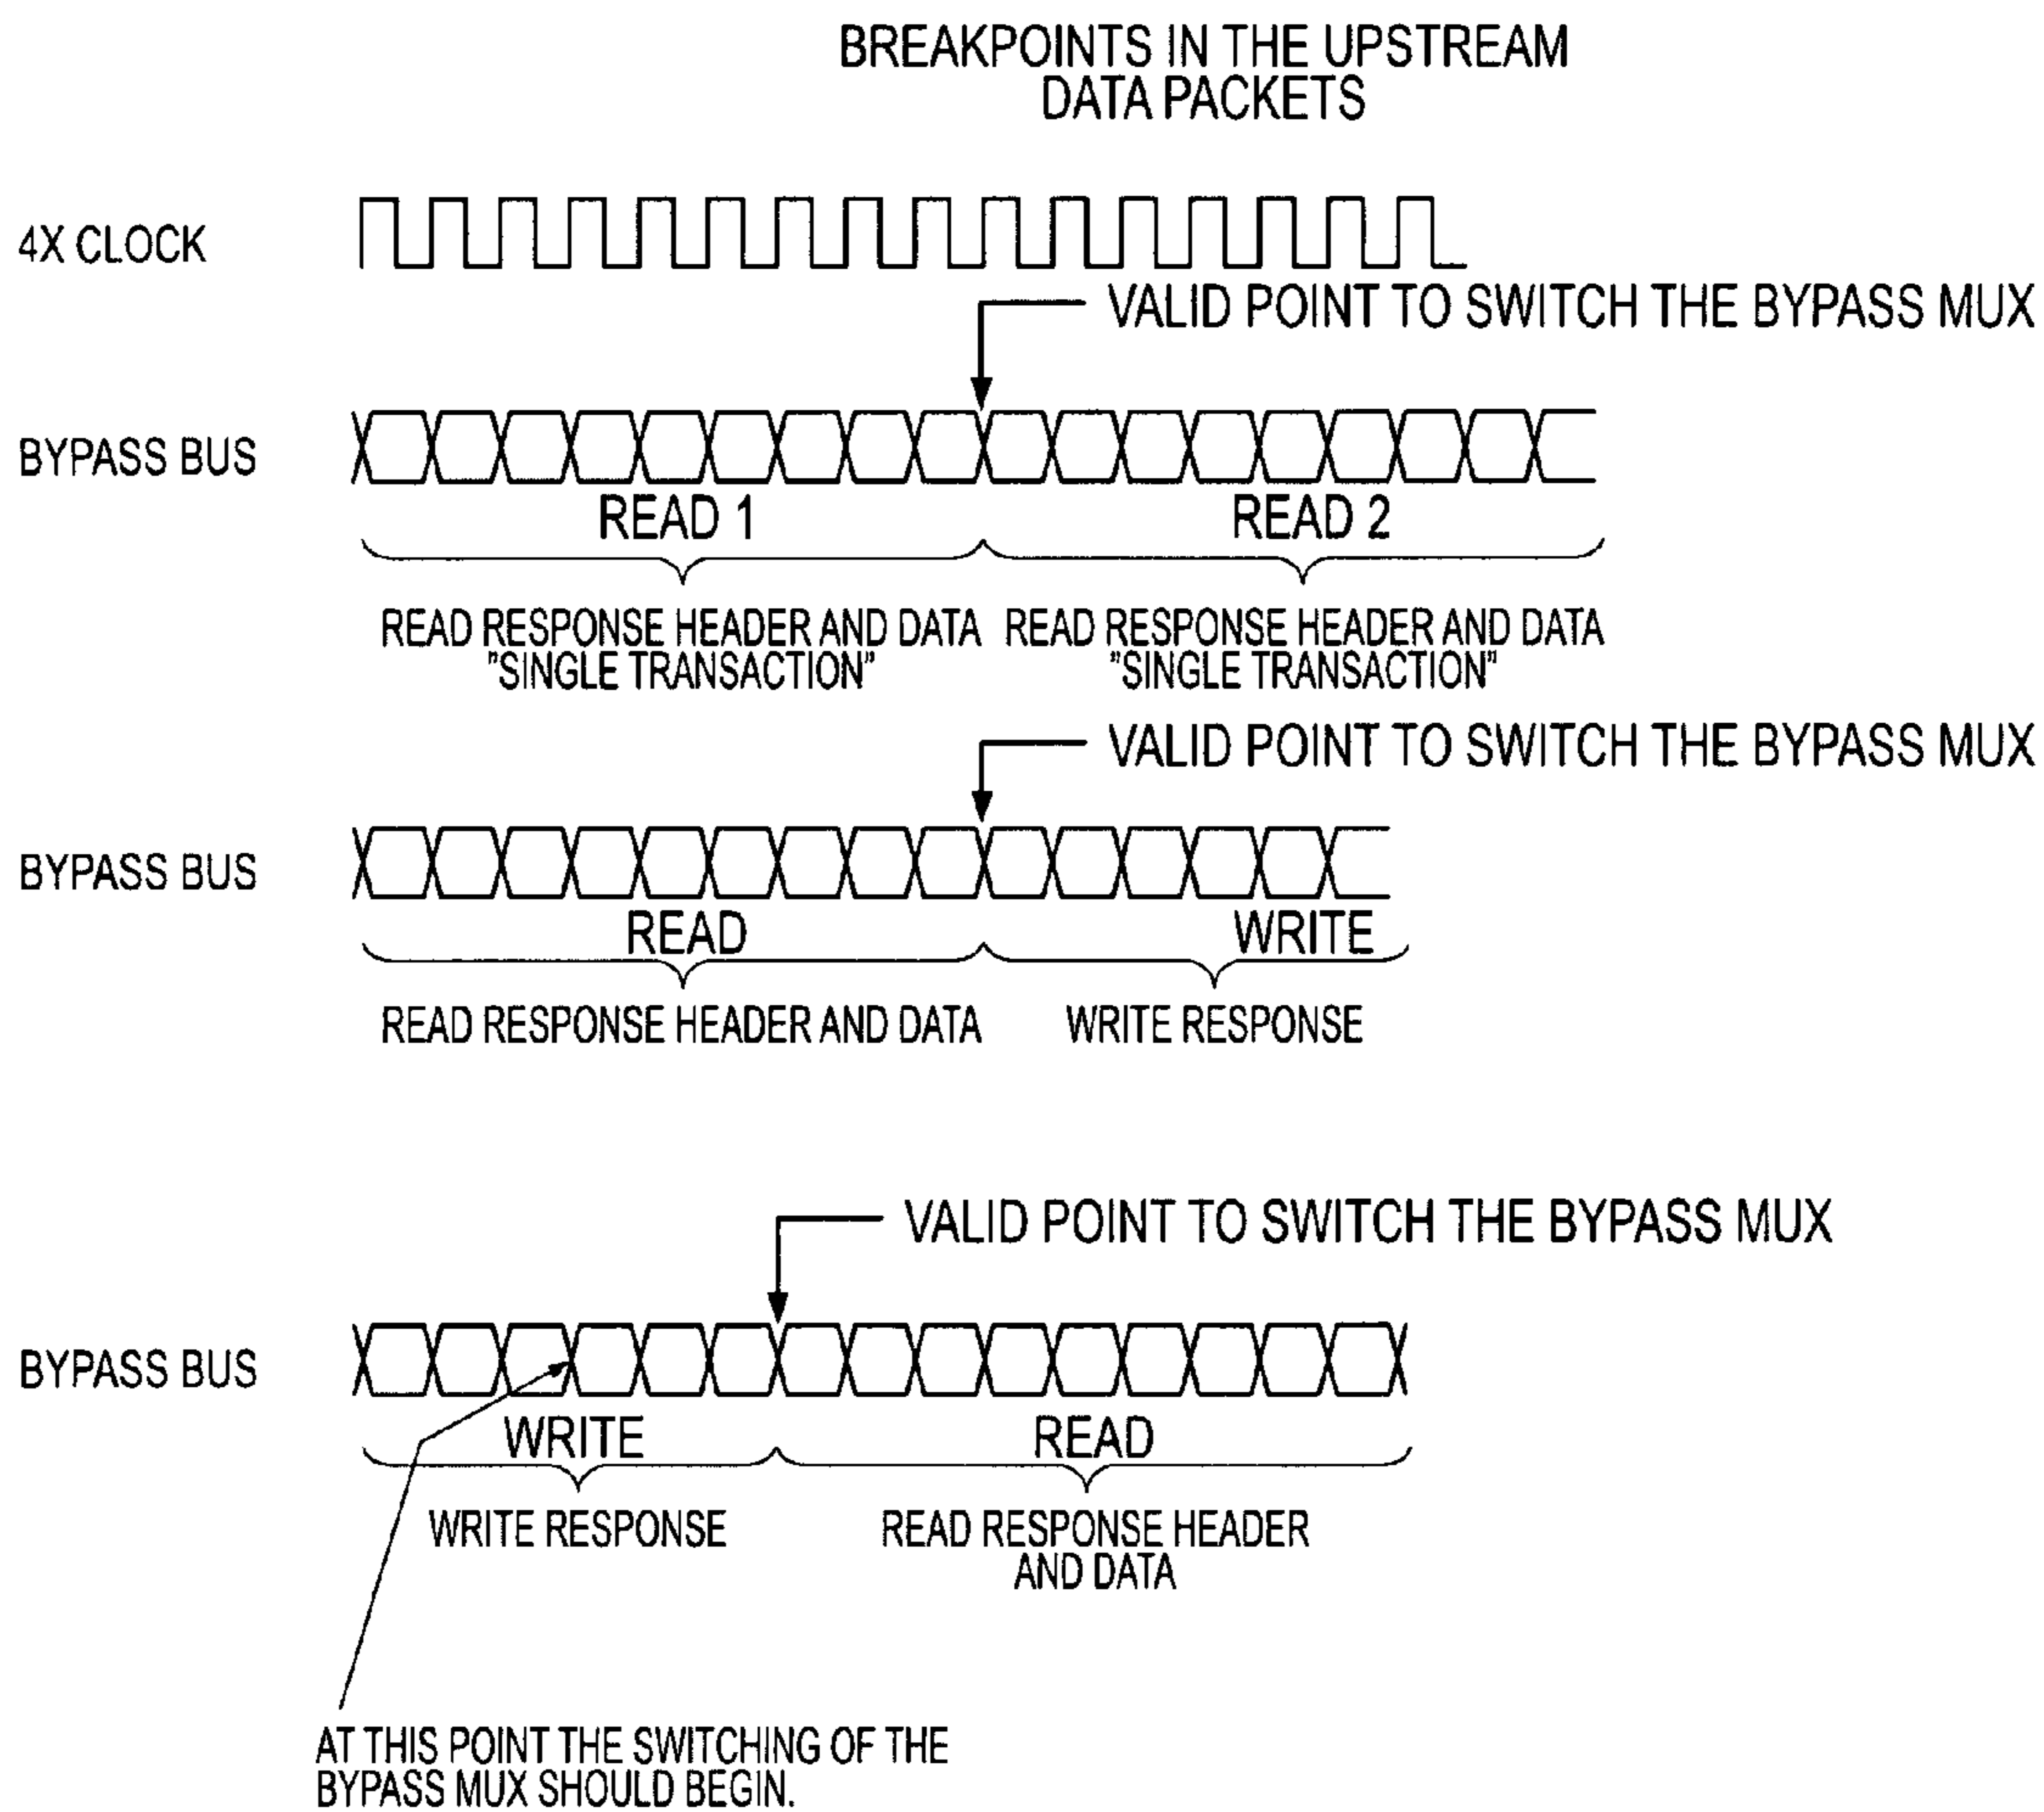 BREAKPOINTS IN THE UPSTREAM
DATA PACKETS
4X CLOCK
VALID POINT TO SWITCH THE BYPASS MUX
BYPASS BUS
READ 1
READ 2
READ RESPONSE HEADER AND DATA
"SINGLE TRANSACTION"
READ RESPONSE HEADER AND DATA
"SINGLE TRANSACTION"
VALID POINT TO SWITCH THE BYPASS MUX
BYPASS BUS
READ
WRITE
READ RESPONSE HEADER AND DATA
WRITE RESPONSE
VALID POINT TO SWITCH THE BYPASS MUX
BYPASS BUS
WRITE
READ
WRITE RESPONSE
READ RESPONSE HEADER
AND DATA
AT THIS POINT THE SWITCHING OF THE
BYPASS MUX SHOULD BEGIN.